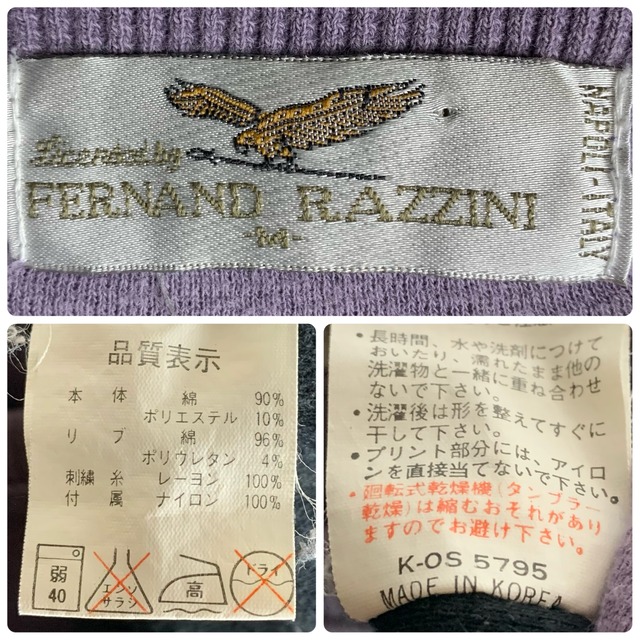 Licensed by
FERNAND RAZZINI
-M-
NAPOLI-ITALY
品質表示
本体 綿 90%
ポリエステル 10%
リブ 綿 96%
ポリウレタン 4%
刺繍糸 レーヨン 100%
付属 ナイロン 100%
弱
40
エンソ
サラシ
高
ドライ
・長時間、水や洗剤につけて
おいたり、濡れたまま他の
洗濯物と一緒に重ね合わせ
ないで下さい。
・洗濯後は形を整えてすぐに
干して下さい。
・プリント部分には、アイロ
ンを直接当てないで下さい。
・廻転式乾燥機(タンブラー
乾燥)は縮むおそれがあり
ますのでお避け下さい。
K-OS 5795
MADE IN KOREA